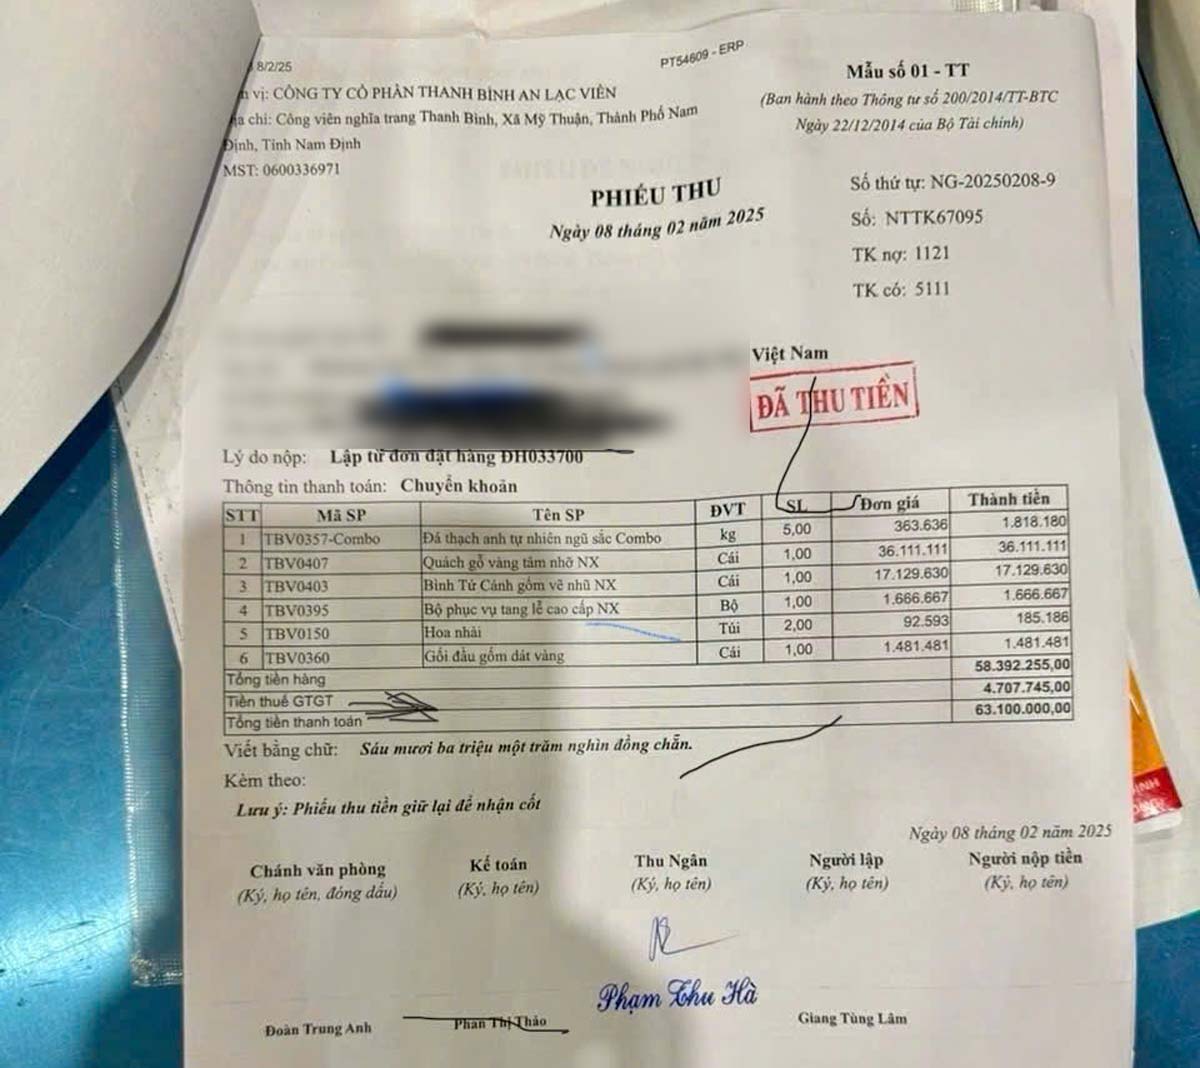 8/2/25
PT54609 - ERP
vị: CÔNG TY CỔ PHẦN THANH BÌNH AN LẠC VIÊN
chỉ: Công viên nghĩa trang Thanh Bình, Xã Mỹ Thuận, Thành Phố Nam
Định, Tỉnh Nam Định
MST: 0600336971
Mẫu số 01 - TT
(Ban hành theo Thông tư số 200/2014/TT-BTC
Ngày 22/12/2014 của Bộ Tài chính)
PHIẾU THU
Ngày 08 tháng 02 năm 2025
Số thứ tự: NG-20250208-9
Số: NTTK67095
TK nợ: 1121
TK có: 5111
Việt Nam
ĐÃ THU TIỀN
Lý do nộp: Lập từ đơn đặt hàng ĐH033700
Thông tin thanh toán: Chuyển khoản
STT Mã SP Tên SP ĐVT SL Đơn giá Thành tiền
1 TBV0357-Combo Đá thạch anh tự nhiên ngũ sắc Combo kg 5,00 363.636 1.818.180
2 TBV0407 Quách gỗ vàng tâm nhỡ NX Cái 1,00 36.111.111 36.111.111
3 TBV0403 Bình Tứ Cảnh gốm vẽ nhũ NX Cái 1,00 17.129.630 17.129.630
4 TBV0395 Bộ phục vụ tang lễ cao cấp NX Bộ 1,00 1.666.667 1.666.667
5 TBV0150 Hoa nhài Túi 2,00 92.593 185.186
6 TBV0360 Gối đầu gốm dát vàng Cái 1,00 1.481.481 1.481.481
Tổng tiền hàng 58.392.255,00
Tiền thuế GTGT 4.707.745,00
Tổng tiền thanh toán 63.100.000,00
Viết bằng chữ: Sáu mươi ba triệu một trăm nghìn đồng chẵn.
Kèm theo:
Lưu ý: Phiếu thu tiền giữ lại để nhận cốt
Ngày 08 tháng 02 năm 2025
Chánh văn phòng Kế toán Thu Ngân Người lập Người nộp tiền
(Ký, họ tên, đóng dấu) (Ký, họ tên) (Ký, họ tên) (Ký, họ tên) (Ký, họ tên)
Phạm Thu Hà
Đoàn Trung Anh Phan Thị Thảo Giang Tùng Lâm